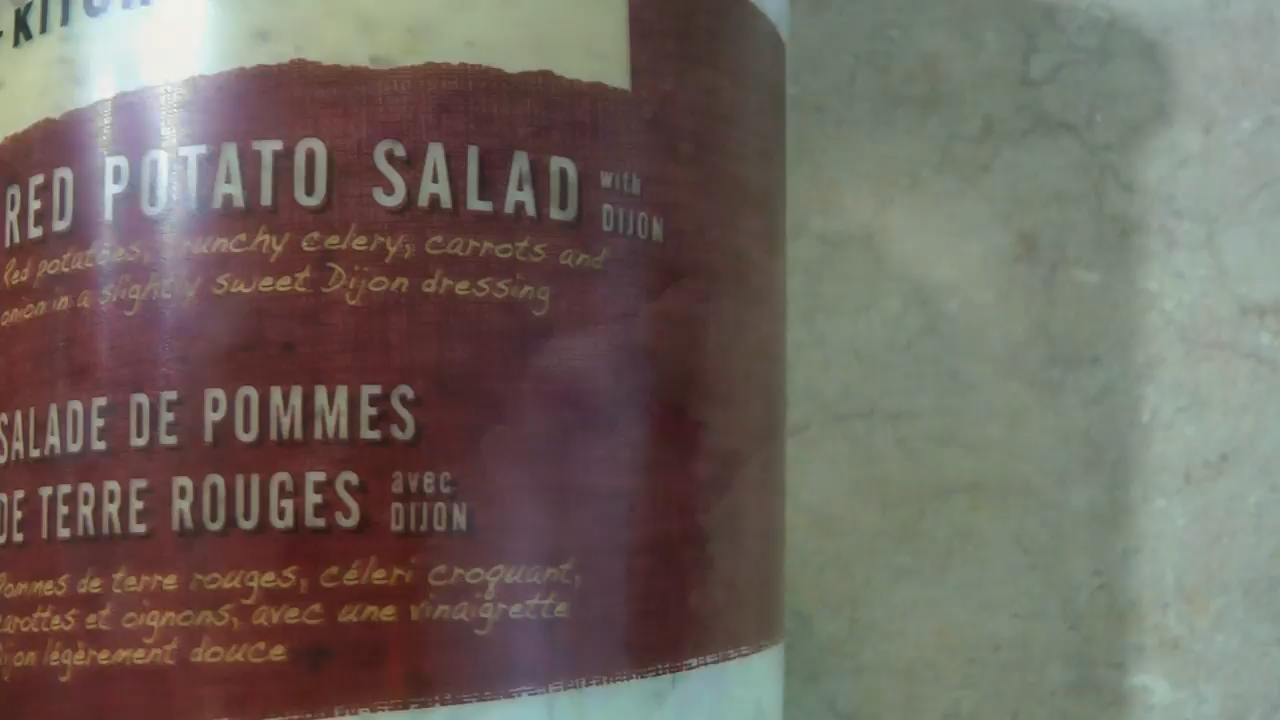 RED POTATO SALAD with DIJON
Red potatoes, crunchy celery, carrots and
onion in a slightly sweet Dijon dressing
SALADE DE POMMES
DE TERRE ROUGES avec DIJON
Pommes de terre rouges, céleri croquant,
carottes et oignons, avec une vinaigrette
Dijon légèrement douce